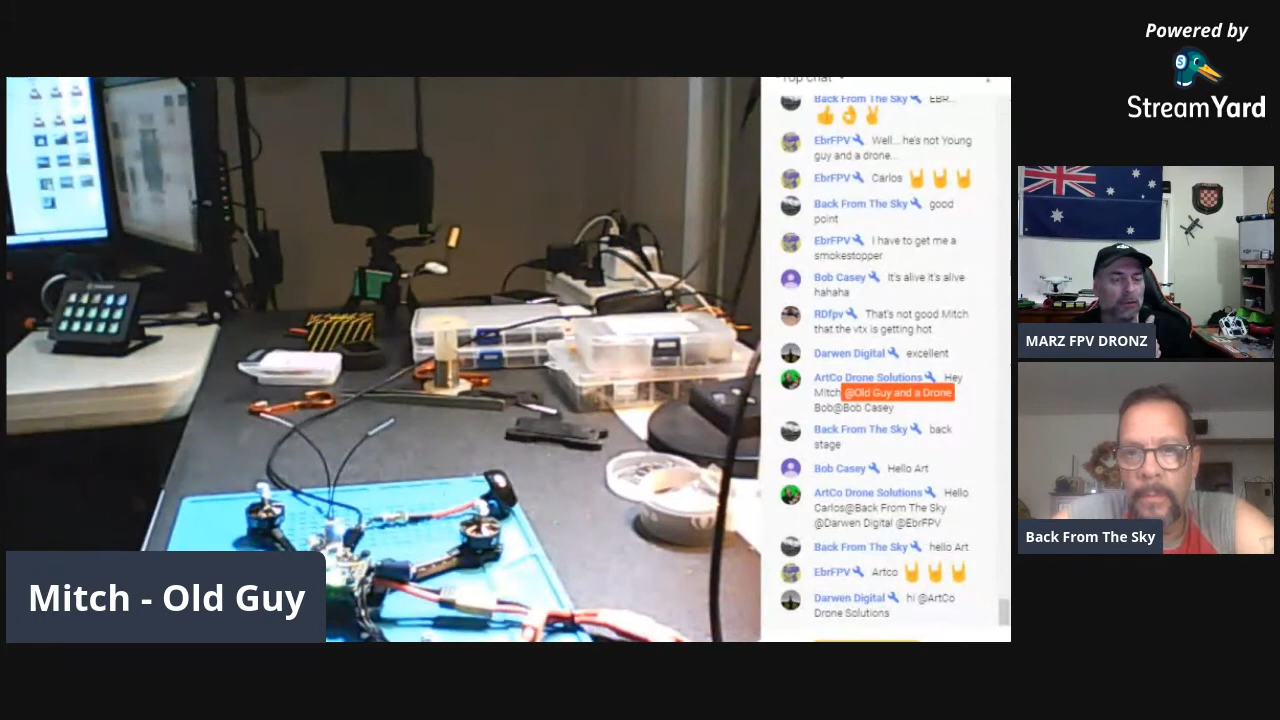 Powered by
StreamYard
Top chat
Back From The Sky EBR...
EbrFPV Well... he's not Young
guy and a drone...
EbrFPV Carlos
Back From The Sky good
point
EbrFPV I have to get me a
smokestopper
Bob Casey It's alive it's alive
hahaha
RDfpv That's not good Mitch
that the vtx is getting hot
Darwen Digital excellent
ArtCo Drone Solutions Hey
Mitch @Old Guy and a Drone
Bob@Bob Casey
Back From The Sky back
stage
Bob Casey Hello Art
ArtCo Drone Solutions Hello
Carlos@Back From The Sky
@Darwen Digital @EbrFPV
Back From The Sky hello Art
EbrFPV Artco
Darwen Digital hi @ArtCo
Drone Solutions
Mitch - Old Guy
MARZ FPV DRONZ
Back From The Sky